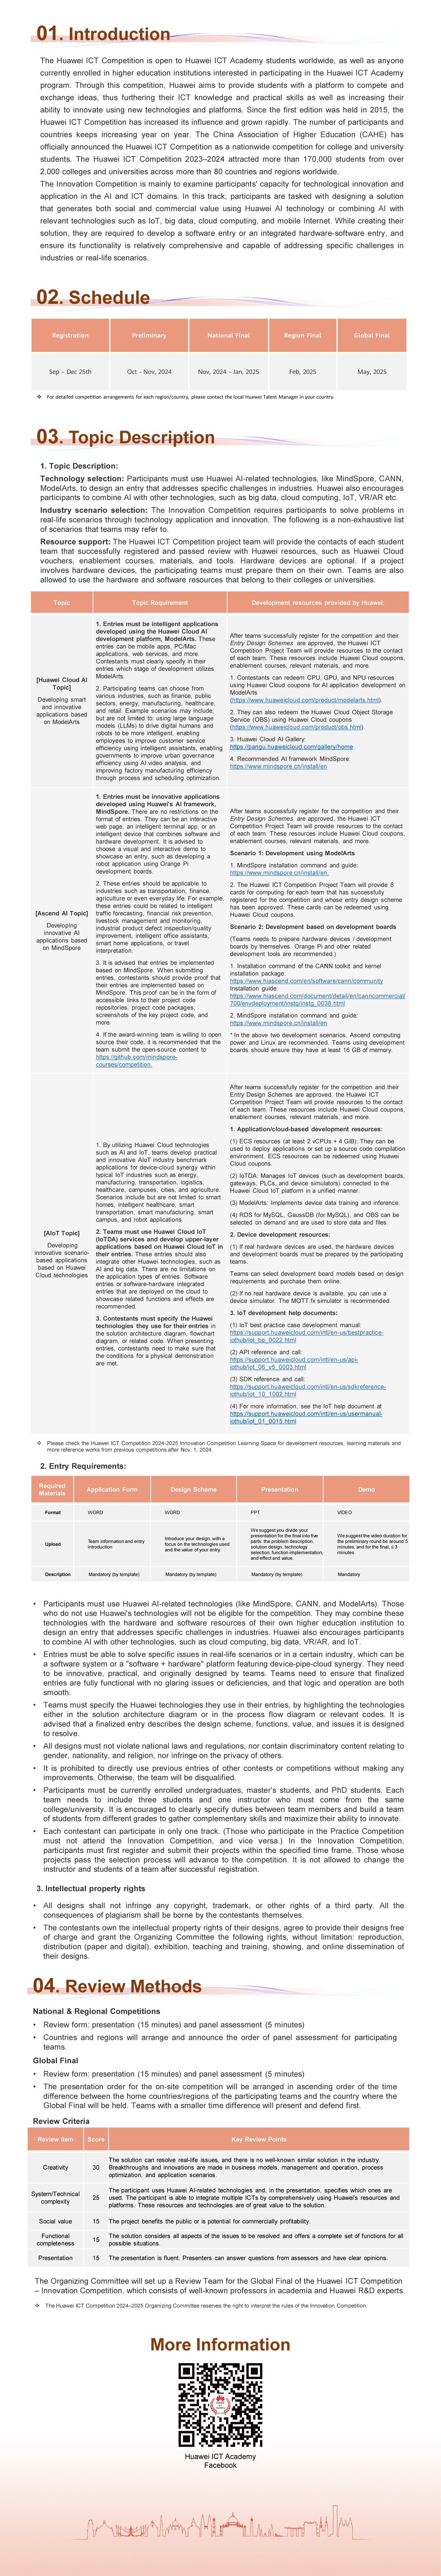 01. Introduction
The Huawei ICT Competition is open to Huawei ICT Academy students worldwide, as well as anyone
currently enrolled in higher education institutions interested in participating in the Huawei ICT Academy
program. Through this competition, Huawei aims to provide students with a platform to compete and
exchange ideas, thus furthering their ICT knowledge and practical skills as well as increasing their
ability to innovate using new technologies and platforms. Since the first edition was held in 2015, the
Huawei ICT Competition has increased its influence and grown rapidly. The number of participants and
countries keeps increasing year on year. The China Association of Higher Education (CAHE) has
officially announced the Huawei ICT Competition as a nationwide competition for college and university
students. The Huawei ICT Competition 2023–2024 attracted more than 170,000 students from over
2,000 colleges and universities across more than 80 countries and regions worldwide.
The Innovation Competition is mainly to examine participants' capacity for technological innovation and
application in the AI and ICT domains. In this track, participants are tasked with designing a solution
that generates both social and commercial value using Huawei AI technology or combining AI with
relevant technologies such as IoT, big data, cloud computing, and mobile Internet. While creating their
solution, they are required to develop a software entry or an integrated hardware-software entry, and
ensure its functionality is relatively comprehensive and capable of addressing specific challenges in
industries or real-life scenarios.
02. Schedule
Registration Preliminary National Final Region Final Global Final
Sep – Dec 25th Oct - Nov, 2024 Nov, 2024 - Jan, 2025 Feb, 2025 May, 2025
❖ For detailed competition arrangements for each region/country, please contact the local Huawei Talent Manager in your country.
03. Topic Description
1. Topic Description:
Technology selection: Participants must use Huawei AI-related technologies, like MindSpore, CANN,
ModelArts, to design an entry that addresses specific challenges in industries. Huawei also encourages
participants to combine AI with other technologies, such as big data, cloud computing, IoT, VR/AR etc.
Industry scenario selection: The Innovation Competition requires participants to solve problems in
real-life scenarios through technology application and innovation. The following is a non-exhaustive list
of scenarios that teams may refer to.
Resource support: The Huawei ICT Competition project team will provide the contacts of each student
team that successfully registered and passed review with Huawei resources, such as Huawei Cloud
vouchers, enablement courses, materials, and tools. Hardware devices are optional. If a project
involves hardware devices, the participants must prepare them on their own. Teams are also
allowed to use the hardware and software resources that belong to their colleges or universities.
Topic Topic Requirement Development resources provided by Huawei:
[Huawei Cloud AI
Topic]
Developing smart
and innovative
applications based
on ModelArts
1. Entries must be intelligent applications
developed using the Huawei Cloud AI
development platform, ModelArts. These
entries can be mobile apps, PC/Mac
applications, web services, and more.
Contestants must clearly specify in their
entries which stage of development utilizes
ModelArts.
2. Participating teams can choose from
various industries, such as finance, public
sectors, energy, manufacturing, healthcare,
and retail. Example scenarios may include,
but are not limited to: using large language
models (LLMs) to drive digital humans and
robots to be more intelligent, enabling
employees to improve customer service
efficiency using intelligent assistants, enabling
governments to improve urban governance
efficiency using AI vision and analysis, and
improving factory manufacturing efficiency
through process and scheduling optimization.
After teams successfully register for the competition and their
Entry Design Schemes are approved, the Huawei ICT
Competition Project Team will provide resources to the contact
of each team. These resources include Huawei Cloud coupons,
enablement courses, relevant materials, and more.
1. Contestants can redeem CPU, GPU, and NPU resources
using Huawei Cloud coupons for AI application development on
ModelArts
(https://www.huaweicloud.com/product/modelarts.html).
2. They can also redeem the Huawei Cloud Object Storage
Service (OBS) using Huawei Cloud coupons
(https://www.huaweicloud.com/product/obs.html).
3. Huawei Cloud AI Gallery:
https://pangu.huaweicloud.com/gallery/home
4. Recommended AI framework MindSpore:
https://www.mindspore.cn/install/en
[Ascend AI Topic]
Developing
innovative AI
applications based
on MindSpore
1. Entries must be innovative applications
developed using Huawei's AI framework,
MindSpore. There are no restrictions on the
format of entries. They can be an interactive
web page, an intelligent terminal app, or an
intelligent device that combines software and
hardware development. It is advised to
choose a visual and interactive demo to
showcase an entry, such as developing a
robot application using Orange Pi
development boards.
2. These entries should be applicable to
industries such as transportation, finance,
agriculture or even everyday life. For example,
these entries could be related to intelligent
traffic forecasting, financial risk prevention,
livestock management and monitoring,
industrial product defect inspection/quality
improvement, intelligent office assistants,
smart home applications, or travel
interpretation.
3. It is advised that entries be implemented
based on MindSpore. When submitting
entries, contestants should provide proof that
their entries are developed based on
MindSpore. This proof can be in the form of
accessible links to their project code
repositories, project code packages,
screenshots of the key project code, and
more.
4. If the award-winning team is willing to open
source their code, it is recommended that the
team submit the open-source content to
https://github.com/mindspore-
courses/competition.
After teams successfully register for the competition and their
Entry Design Schemes are approved, the Huawei ICT
Competition Project Team will provide resources to the contact
of each team. These resources include Huawei Cloud coupons,
enablement courses, relevant materials, and more.
Scenario 1: Development using ModelArts
1. MindSpore installation command and guide:
https://www.mindspore.cn/install/en.
2. The Huawei ICT Competition Project Team will provide 8
cards for computing for each team that has successfully
registered for the competition and whose entry design scheme
has been approved. These cards can be redeemed using
Huawei Cloud coupons.
Scenario 2: Development based on development boards
(Teams needs to prepare hardware devices / development
boards by themselves. Orange Pi and other related
development tools are recommended.)
1. Installation command of the CANN toolkit and kernel
installation package:
https://www.hiascend.com/en/software/cann/community
Installation guide:
https://www.hiascend.com/document/detail/en/canncommercial/
700/envdeployment/instg/instg_0038.html
2. MindSpore installation command and guide:
https://www.mindspore.cn/install/en
* In the above two development scenarios, Ascend computing
power and Linux are recommended. Teams using development
boards should ensure they have at least 16 GB of memory.
[AIoT Topic]
Developing
innovative scenario-
based applications
based on Huawei
Cloud technologies
1. By utilizing Huawei Cloud technologies
such as AI and IoT, teams develop practical
and innovative AIoT industry benchmark
applications for device-cloud synergy within
typical IoT industries such as energy,
manufacturing, transportation, logistics,
healthcare, campuses, cities, and agriculture.
Scenarios include but are not limited to smart
homes, intelligent healthcare, smart
transportation, smart manufacturing, smart
campus, and robot applications.
2. Teams must use Huawei Cloud IoT
(IoTDA) services and develop upper-layer
applications based on Huawei Cloud IoT in
their entries. These entries should also
integrate other Huawei technologies, such as
AI and big data. There are no limitations on
the application types of entries. Software
entries or software-hardware integrated
entries that are deployed on the cloud to
showcase related functions and effects are
recommended.
3. Contestants must specify the Huawei
technologies they use for their entries in
the solution architecture diagram, flowchart
diagram, or related code. When presenting
entries, contestants need to make sure that
the conditions for a physical demonstration
are met.
After teams successfully register for the competition and their
Entry Design Schemes are approved, the Huawei ICT
Competition Project Team will provide resources to the contact
of each team. These resources include Huawei Cloud coupons,
enablement courses, relevant materials, and more.
1. Application/cloud-based development resources:
(1) ECS resources (at least 2 vCPUs + 4 GiB): They can be
used to deploy applications or set up a source code compilation
environment. ECS resources can be redeemed using Huawei
Cloud coupons.
(2) IoTDA: Manages IoT devices (such as development boards,
gateways, PLCs, and device simulators) connected to the
Huawei Cloud IoT platform in a unified manner.
(3) ModelArts: Implements device data training and inference.
(4) RDS for MySQL, GaussDB (for MySQL), and OBS can be
selected on demand and are used to store data and files.
2. Device development resources:
(1) If real hardware devices are used, the hardware devices
and development boards must be prepared by the participating
teams.
Teams can select development board models based on design
requirements and purchase them online.
(2) If no real hardware device is available, you can use a
device simulator. The MQTT.fx simulator is recommended.
3. IoT development help documents:
(1) IoT best practice case development manual:
https://support.huaweicloud.com/intl/en-us/bestpractice-
iothub/iot_bp_0022.html
(2) API reference and call:
https://support.huaweicloud.com/intl/en-us/api-
iothub/iot_06_v5_0003.html
(3) SDK reference and call:
https://support.huaweicloud.com/intl/en-us/sdkreference-
iothub/iot_10_1002.html
(4) For more information, see the IoT help document at
https://support.huaweicloud.com/intl/en-us/usermanual-
iothub/iot_01_0015.html
❖ Please check the Huawei ICT Competition 2024-2025 Innovation Competition Learning Space for development resources, learning materials and
more reference works from previous competitions after Nov. 1, 2024.
2. Entry Requirements:
Required
Materials Application Form Design Scheme Presentation Demo
Format WORD WORD PPT VIDEO
Upload
Team information and entry
introduction
Introduce your design, with a
focus on the technologies used
and the value of your entry.
We suggest you divide your
presentation for the final into five
parts: the problem description,
solution design, technology
selection, function implementation,
and effect and value.
We suggest the video duration for
the preliminary round be around 5
minutes, and for the final, ≤ 3
minutes
Description Mandatory (by template) Mandatory (by template) Mandatory (by template) Mandatory
• Participants must use Huawei AI-related technologies (like MindSpore, CANN, and ModelArts). Those
who do not use Huawei's technologies will not be eligible for the competition. They may combine these
technologies with the hardware and software resources of their own higher education institution to
design an entry that addresses specific challenges in industries. Huawei also encourages participants
to combine AI with other technologies, such as cloud computing, big data, VR/AR, and IoT.
• Entries must be able to solve specific issues in real-life scenarios or in a certain industry, which can be
a software system or a "software + hardware" platform featuring device-pipe-cloud synergy. They need
to be innovative, practical, and originally designed by teams. Teams need to ensure that finalized
entries are fully functional with no glaring issues or deficiencies, and that logic and operation are both
smooth.
• Teams must specify the Huawei technologies they use in their entries, by highlighting the technologies
either in the solution architecture diagram or in the process flow diagram or relevant codes. It is
advised that a finalized entry describes the design scheme, functions, value, and issues it is designed
to resolve.
• All designs must not violate national laws and regulations, nor contain discriminatory content relating to
gender, nationality, and religion, nor infringe on the privacy of others.
• It is prohibited to directly use previous entries of other contests or competitions without making any
improvements. Otherwise, the team will be disqualified.
• Participants must be currently enrolled undergraduates, master's students, and PhD students. Each
team needs to include three students and one instructor who must come from the same
college/university. It is encouraged to clearly specify duties between team members and build a team
of students from different grades to gather complementary skills and maximize their ability to innovate.
• Each contestant can participate in only one track. (Those who participate in the Practice Competition
must not attend the Innovation Competition, and vice versa.) In the Innovation Competition,
participants must first register and submit their projects within the specified time frame. Those whose
projects pass the selection process will advance to the competition. It is not allowed to change the
instructor and students of a team after successful registration.
3. Intellectual property rights
• All designs shall not infringe any copyright, trademark, or other rights of a third party. All the
consequences of plagiarism shall be borne by the contestants themselves.
• The contestants own the intellectual property rights of their designs, agree to provide their designs free
of charge and grant the Organizing Committee the following rights, without limitation: reproduction,
distribution (paper and digital), exhibition, teaching and training, showing, and online dissemination of
their designs.
04. Review Methods
National & Regional Competitions
• Review form: presentation (15 minutes) and panel assessment (5 minutes)
• Countries and regions will arrange and announce the order of panel assessment for participating
teams.
Global Final
• Review form: presentation (15 minutes) and panel assessment (5 minutes)
• The presentation order for the on-site competition will be arranged in ascending order of the time
difference between the home countries/regions of the participating teams and the country where the
Global Final will be held. Teams with a smaller time difference will present and defend first.
Review Criteria
Review item Score Key Review Points
Creativity 30
The solution can resolve real-life issues, and there is no well-known similar solution in the industry.
Breakthroughs and innovations are made in business models, management and operation, process
optimization, and application scenarios.
System/Technical
complexity 25
The participant uses Huawei AI-related technologies and, in the presentation, specifies which ones are
used. The participant is able to integrate multiple ICTs by comprehensively using Huawei's resources and
platforms. These resources and technologies are of great value to the solution.
Social value 15 The project benefits the public or is potential for commercially profitability.
Functional
completeness 15
The solution considers all aspects of the issues to be resolved and offers a complete set of functions for all
possible situations.
Presentation 15 The presentation is fluent. Presenters can answer questions from assessors and have clear opinions.
The Organizing Committee will set up a Review Team for the Global Final of the Huawei ICT Competition
– Innovation Competition, which consists of well-known professors in academia and Huawei R&D experts.
❖ The Huawei ICT Competition 2024–2025 Organizing Committee reserves the right to interpret the rules of the Innovation Competition.
More Information
Huawei ICT Academy
Facebook